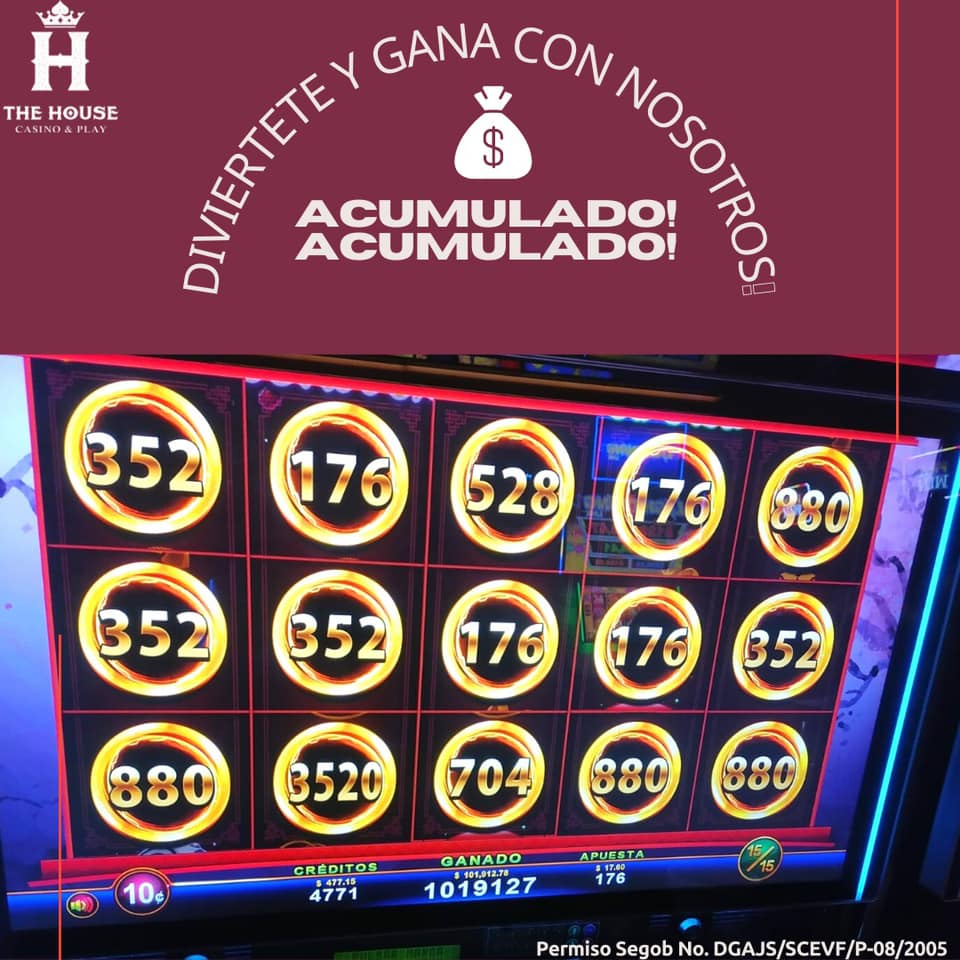 H
THE HOUSE
CASINO & PLAY
DIVIERTETE Y GANA CON NOSOTROS!
$
ACUMULADO!
ACUMULADO!
352 176 528 176 880
352 352 176 176 352
880 3520 704 880 880
CRÉDITOS GANADO APUESTA
$ 477.15 $ 101,912.78 $ 17.60
4771 1019127 176
10¢
15/15
Permiso Segob No. DGAJS/SCEVF/P-08/2005